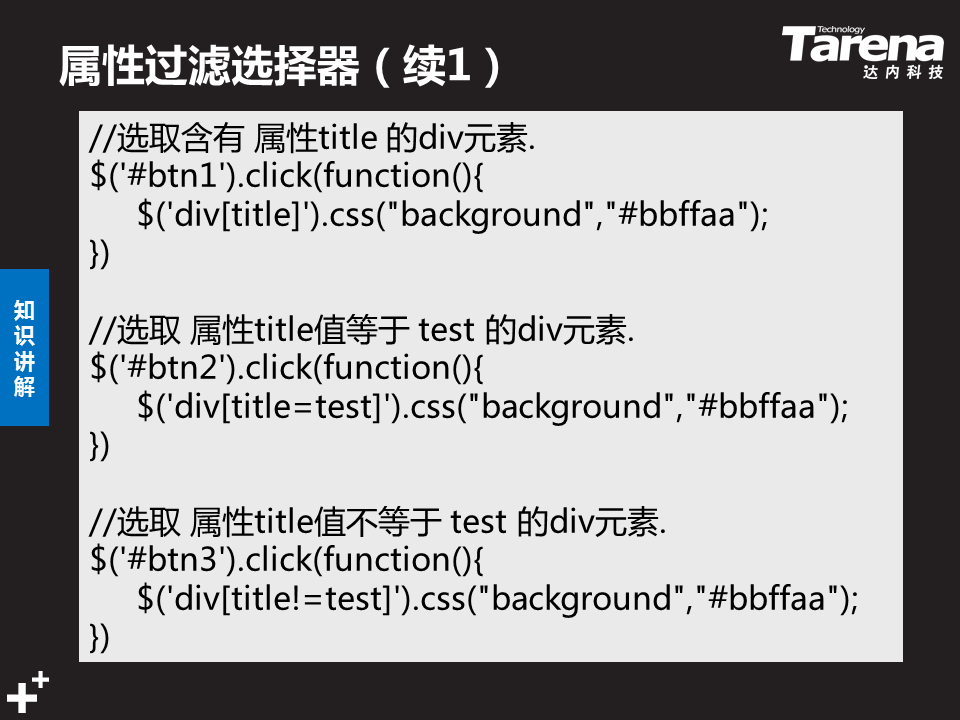 属性过滤选择器（续1）
Technology
Tarena
达内科技
//选取含有 属性title 的div元素.
$('#btn1').click(function(){
$('div[title]').css("background","#bbffaa");
})
//选取 属性title值等于 test 的div元素.
$('#btn2').click(function(){
$('div[title=test]').css("background","#bbffaa");
})
//选取 属性title值不等于 test 的div元素.
$('#btn3').click(function(){
$('div[title!=test]').css("background","#bbffaa");
})
知识讲解